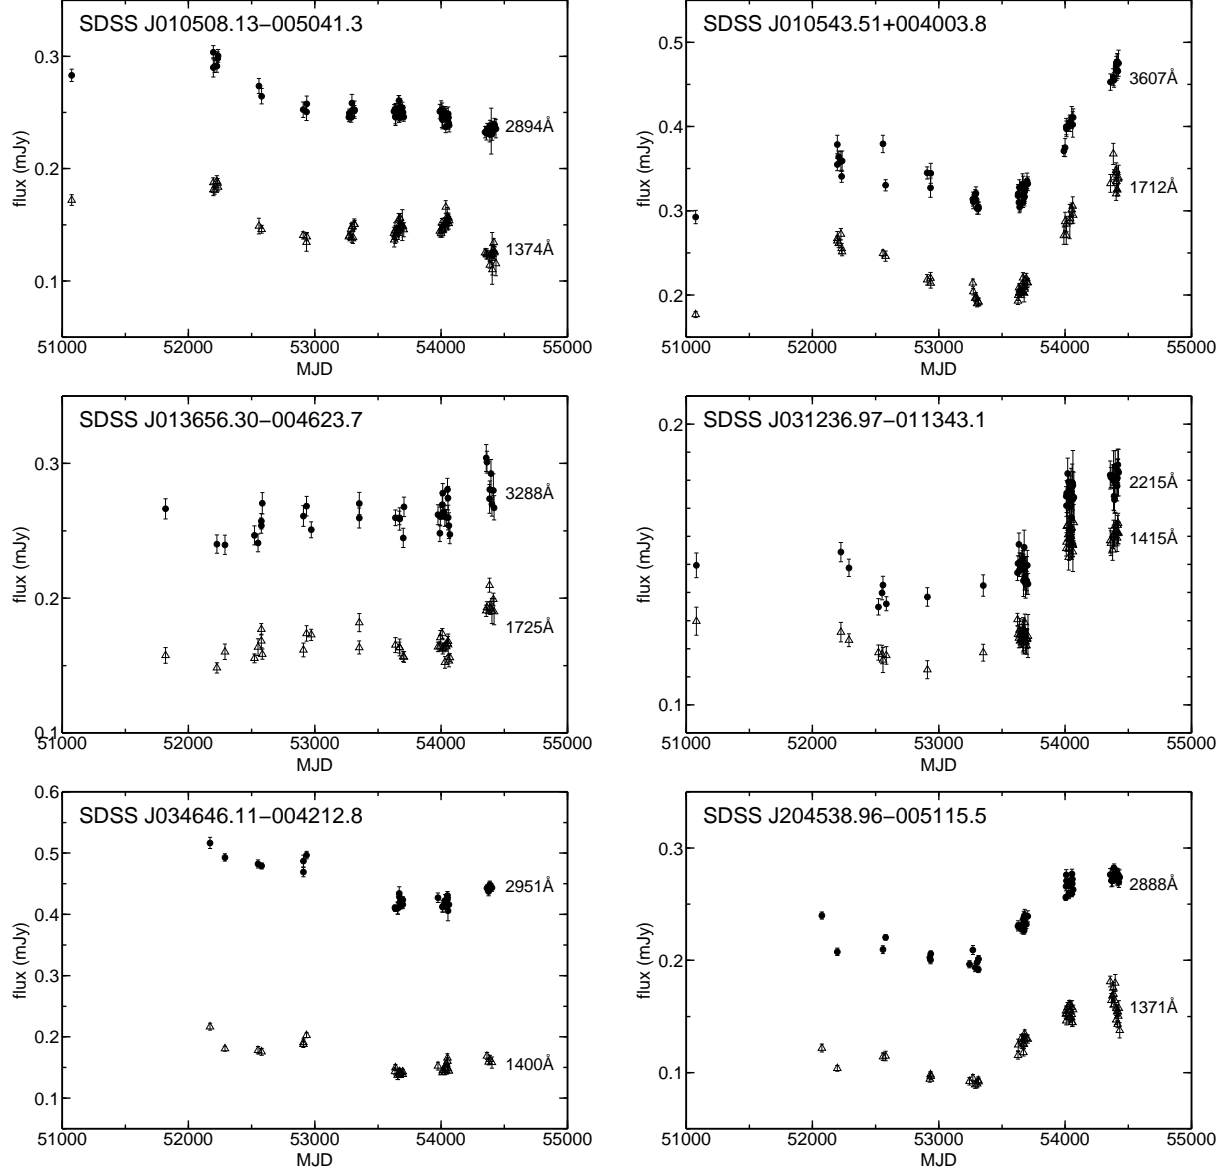 SDSS J010508.13−005041.3
0.3
0.2
0.1
flux (mJy)
2894Å
1374Å
51000 52000 53000 54000 55000
MJD
SDSS J010543.51+004003.8
0.5
0.4
0.3
0.2
flux (mJy)
3607Å
1712Å
51000 52000 53000 54000 55000
MJD
SDSS J013656.30−004623.7
0.3
0.2
0.1
flux (mJy)
3288Å
1725Å
51000 52000 53000 54000 55000
MJD
SDSS J031236.97−011343.1
0.2
0.1
flux (mJy)
2215Å
1415Å
51000 52000 53000 54000 55000
MJD
SDSS J034646.11−004212.8
0.6
0.5
0.4
0.3
0.2
0.1
flux (mJy)
2951Å
1400Å
51000 52000 53000 54000 55000
MJD
SDSS J204538.96−005115.5
0.3
0.2
0.1
flux (mJy)
2888Å
1371Å
51000 52000 53000 54000 55000
MJD